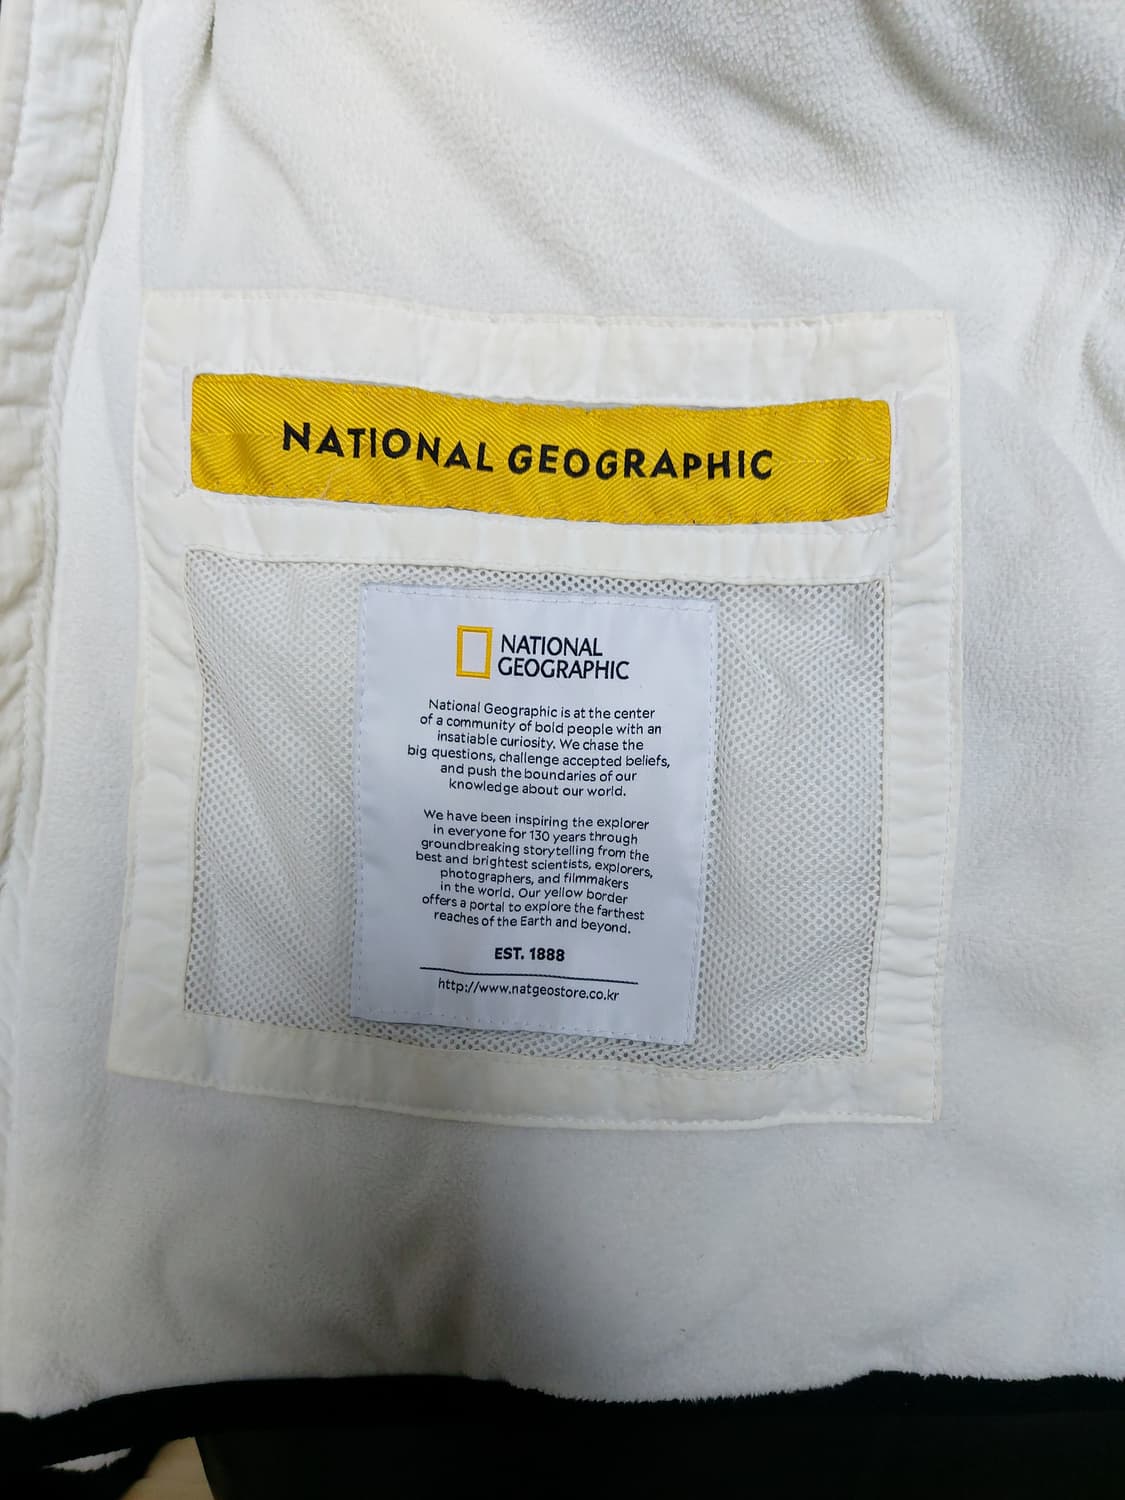 NATIONAL GEOGRAPHIC
NATIONAL
GEOGRAPHIC
National Geographic is at the center
of a community of bold people with an
insatiable curiosity. We chase the
big questions, challenge accepted beliefs,
and push the boundaries of our
knowledge about our world.
We have been inspiring the explorer
in everyone for 130 years through
groundbreaking storytelling from the
best and brightest scientists, explorers,
photographers, and filmmakers
in the world. Our yellow border
offers a portal to explore the farthest
reaches of the Earth and beyond.
EST. 1888
http://www.natgeostore.co.kr